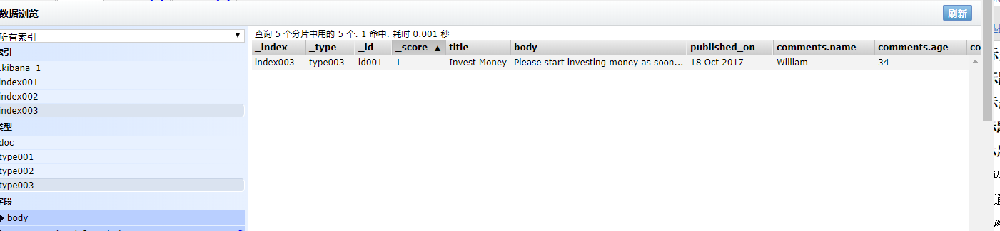 数据浏览
刷新
所有索引
索引
.kibana_1
index001
index002
index003
类型
doc
type001
type002
type003
字段
body
查询 5 个分片中用的 5 个. 1 命中. 耗时 0.001 秒
_index _type _id _score ▲ title body published_on comments.name comments.age co
index003 type003 id001 1 Invest Money Please start investing money as soon... 18 Oct 2017 William 34